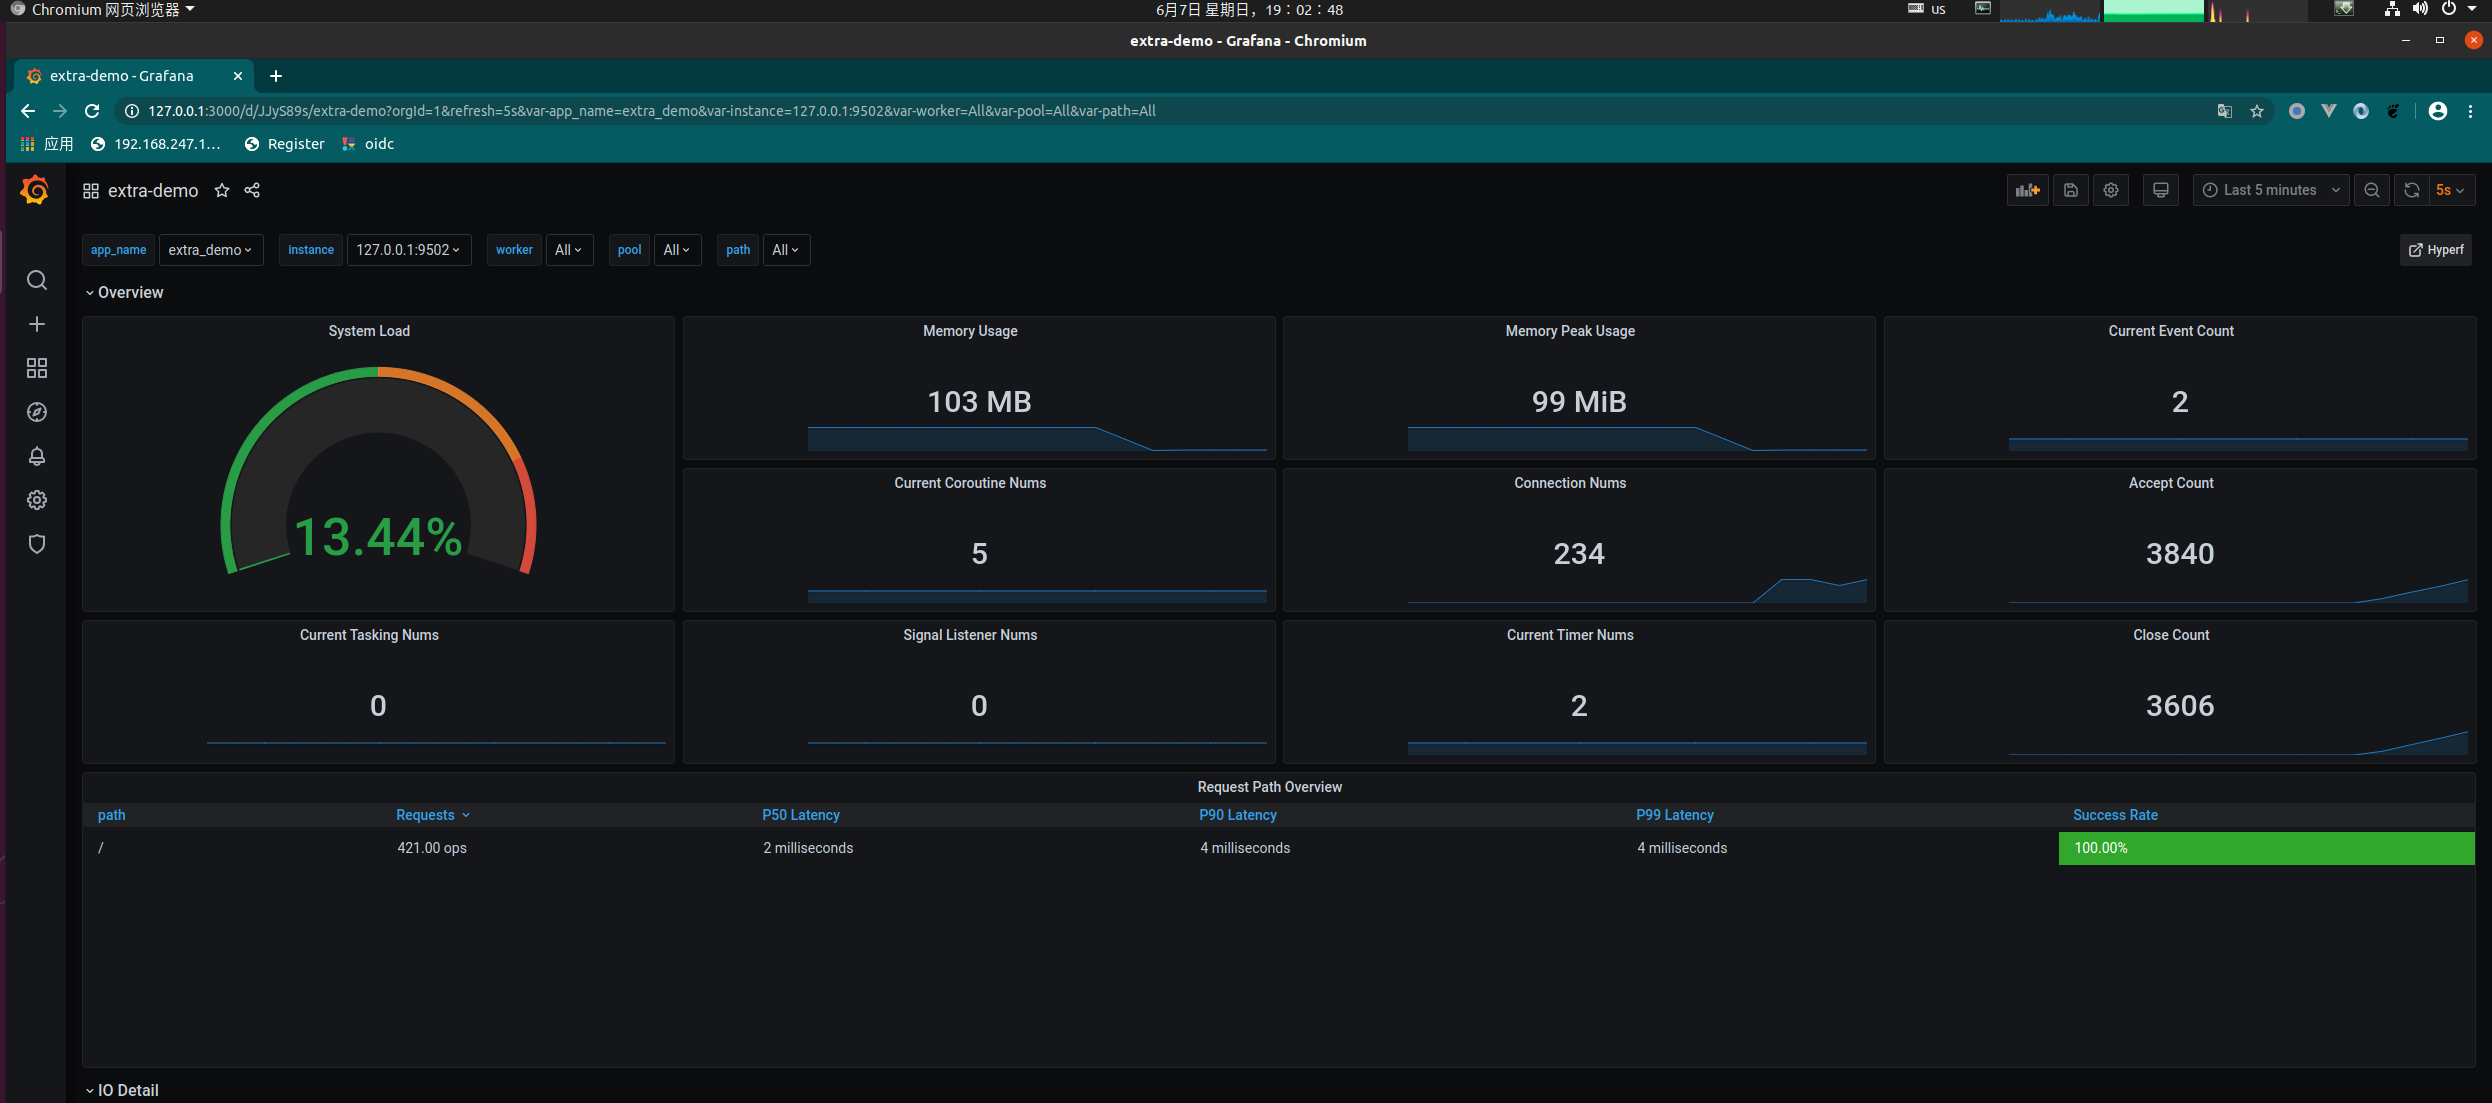 Chromium 网页浏览器
6月7日 星期日，19：02：48
us
extra-demo - Grafana - Chromium
extra-demo - Grafana
127.0.0.1:3000/d/JJyS89s/extra-demo?orgId=1&refresh=5s&var-app_name=extra_demo&var-instance=127.0.0.1:9502&var-worker=All&var-pool=All&var-path=All
应用 192.168.247.1… Register oidc
extra-demo
Last 5 minutes
5s
app_name extra_demo instance 127.0.0.1:9502 worker All pool All path All
Hyperf
Overview
System Load
13.44%
Memory Usage
103 MB
Memory Peak Usage
99 MiB
Current Event Count
2
Current Coroutine Nums
5
Connection Nums
234
Accept Count
3840
Current Tasking Nums
0
Signal Listener Nums
0
Current Timer Nums
2
Close Count
3606
Request Path Overview
path Requests P50 Latency P90 Latency P99 Latency Success Rate
/ 421.00 ops 2 milliseconds 4 milliseconds 4 milliseconds 100.00%
IO Detail